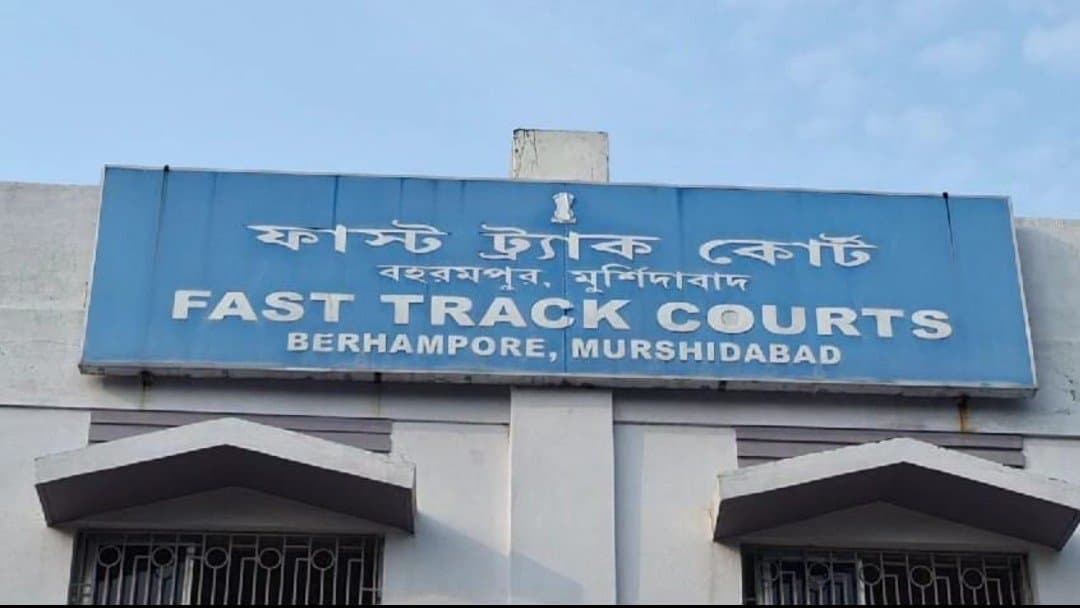 ফাস্ট ট্র্যাক কোর্ট
বহরমপুর, মুর্শিদাবাদ
FAST TRACK COURTS
BERHAMPORE, MURSHIDABAD